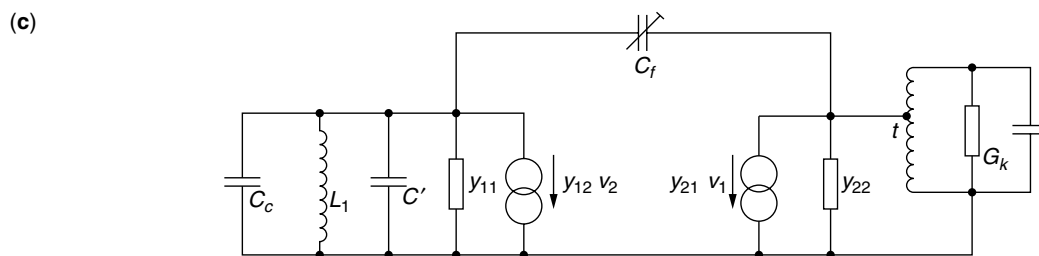 (c)
C_f
t
G_k
C_c
L_1
C′
y_11
y_12 v_2
y_21 v_1
y_22